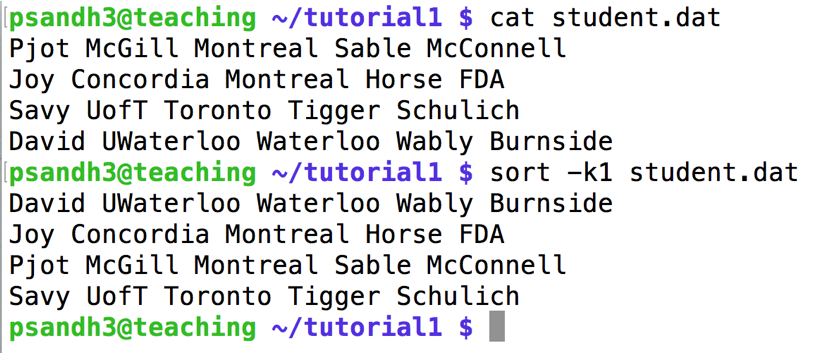 psandh3@teaching ~/tutorial1 $ cat student.dat
Pjot McGill Montreal Sable McConnell
Joy Concordia Montreal Horse FDA
Savy UofT Toronto Tigger Schulich
David UWaterloo Waterloo Wably Burnside
psandh3@teaching ~/tutorial1 $ sort -k1 student.dat
David UWaterloo Waterloo Wably Burnside
Joy Concordia Montreal Horse FDA
Pjot McGill Montreal Sable McConnell
Savy UofT Toronto Tigger Schulich
psandh3@teaching ~/tutorial1 $